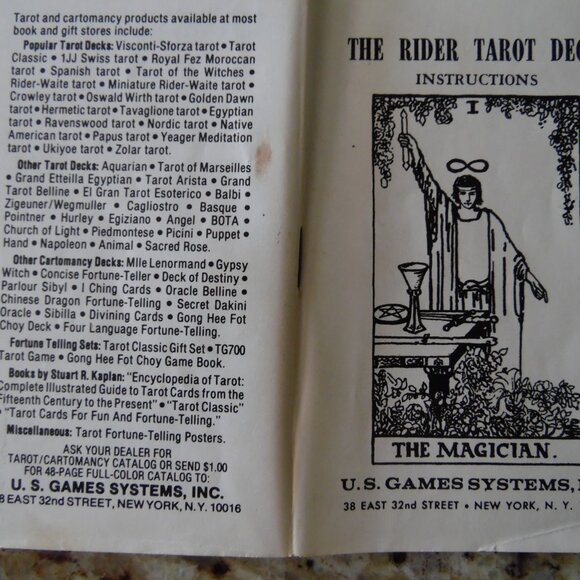 Tarot and cartomancy products available at most
book and gift stores include:
Popular Tarot Decks: Visconti-Sforza tarot • Tarot
Classic • 1JJ Swiss tarot • Royal Fez Moroccan
tarot • Spanish tarot • Tarot of the Witches •
Rider-Waite tarot • Miniature Rider-Waite tarot •
Crowley tarot • Oswald Wirth tarot • Golden Dawn
tarot • Hermetic tarot • Tavaglione tarot • Egyptian
tarot • Ravenswood tarot • Nordic tarot • Native
American tarot • Papus tarot • Yeager Meditation
tarot • Ukiyoe tarot • Zolar tarot.
Other Tarot Decks: Aquarian • Tarot of Marseilles
• Grand Etteilla Egyptian • Tarot Arista • Grand
Tarot Belline • El Gran Tarot Esoterico • Balbi •
Zigeuner/Wegmuller • Cagliostro • Basque •
Pointner • Hurley • Egiziano • Angel • BOTA •
Church of Light • Piedmontese • Picini • Puppet •
Hand • Napoleon • Animal • Sacred Rose.
Other Cartomancy Decks: Mlle Lenormand • Gypsy
Witch • Concise Fortune-Teller • Deck of Destiny •
Parlour Sibyl • I Ching Cards • Oracle Belline •
Chinese Dragon Fortune-Telling • Secret Dakini
Oracle • Sibilla • Divining Cards • Gong Hee Fot
Choy Deck • Four Language Fortune-Telling.
Fortune Telling Sets: Tarot Classic Gift Set • TG700
Tarot Game • Gong Hee Fot Choy Game Book.
Books by Stuart R. Kaplan: "Encyclopedia of Tarot:
Complete Illustrated Guide to Tarot Cards from the
Fifteenth Century to the Present" • "Tarot Classic"
• "Tarot Cards For Fun And Fortune-Telling."
Miscellaneous: Tarot Fortune-Telling Posters.
ASK YOUR DEALER FOR
TAROT/CARTOMANCY CATALOG OR SEND $1.00
FOR 48-PAGE FULL-COLOR CATALOG TO:
U. S. GAMES SYSTEMS, INC.
8 EAST 32nd STREET, NEW YORK, N.Y. 10016
THE RIDER TAROT DEC
INSTRUCTIONS
I
THE MAGICIAN.
U. S. GAMES SYSTEMS, I
38 EAST 32nd STREET • NEW YORK, N. Y.